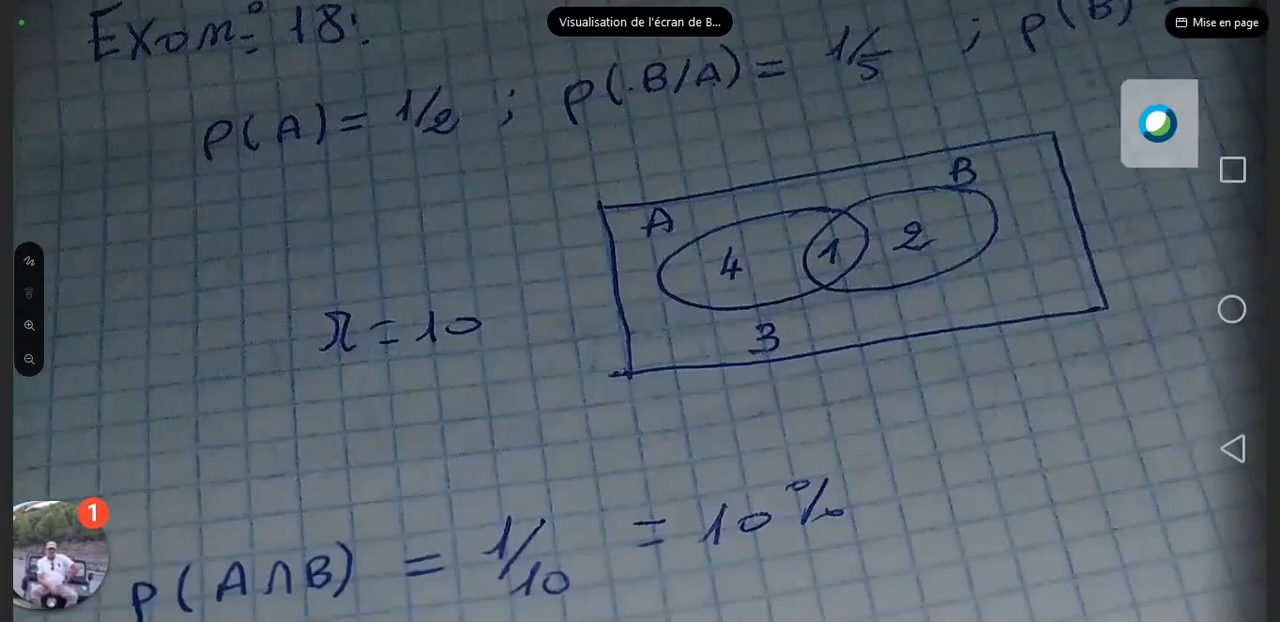 Visualisation de l'écran de B...
Mise en page
Exon° 18:
P(A) = 1/2 ; P(B/A) = 1/5 ; P(B)
A
B
4 1 2
3
Ω = 10
1
P(A∩B) = 1/10 = 10%